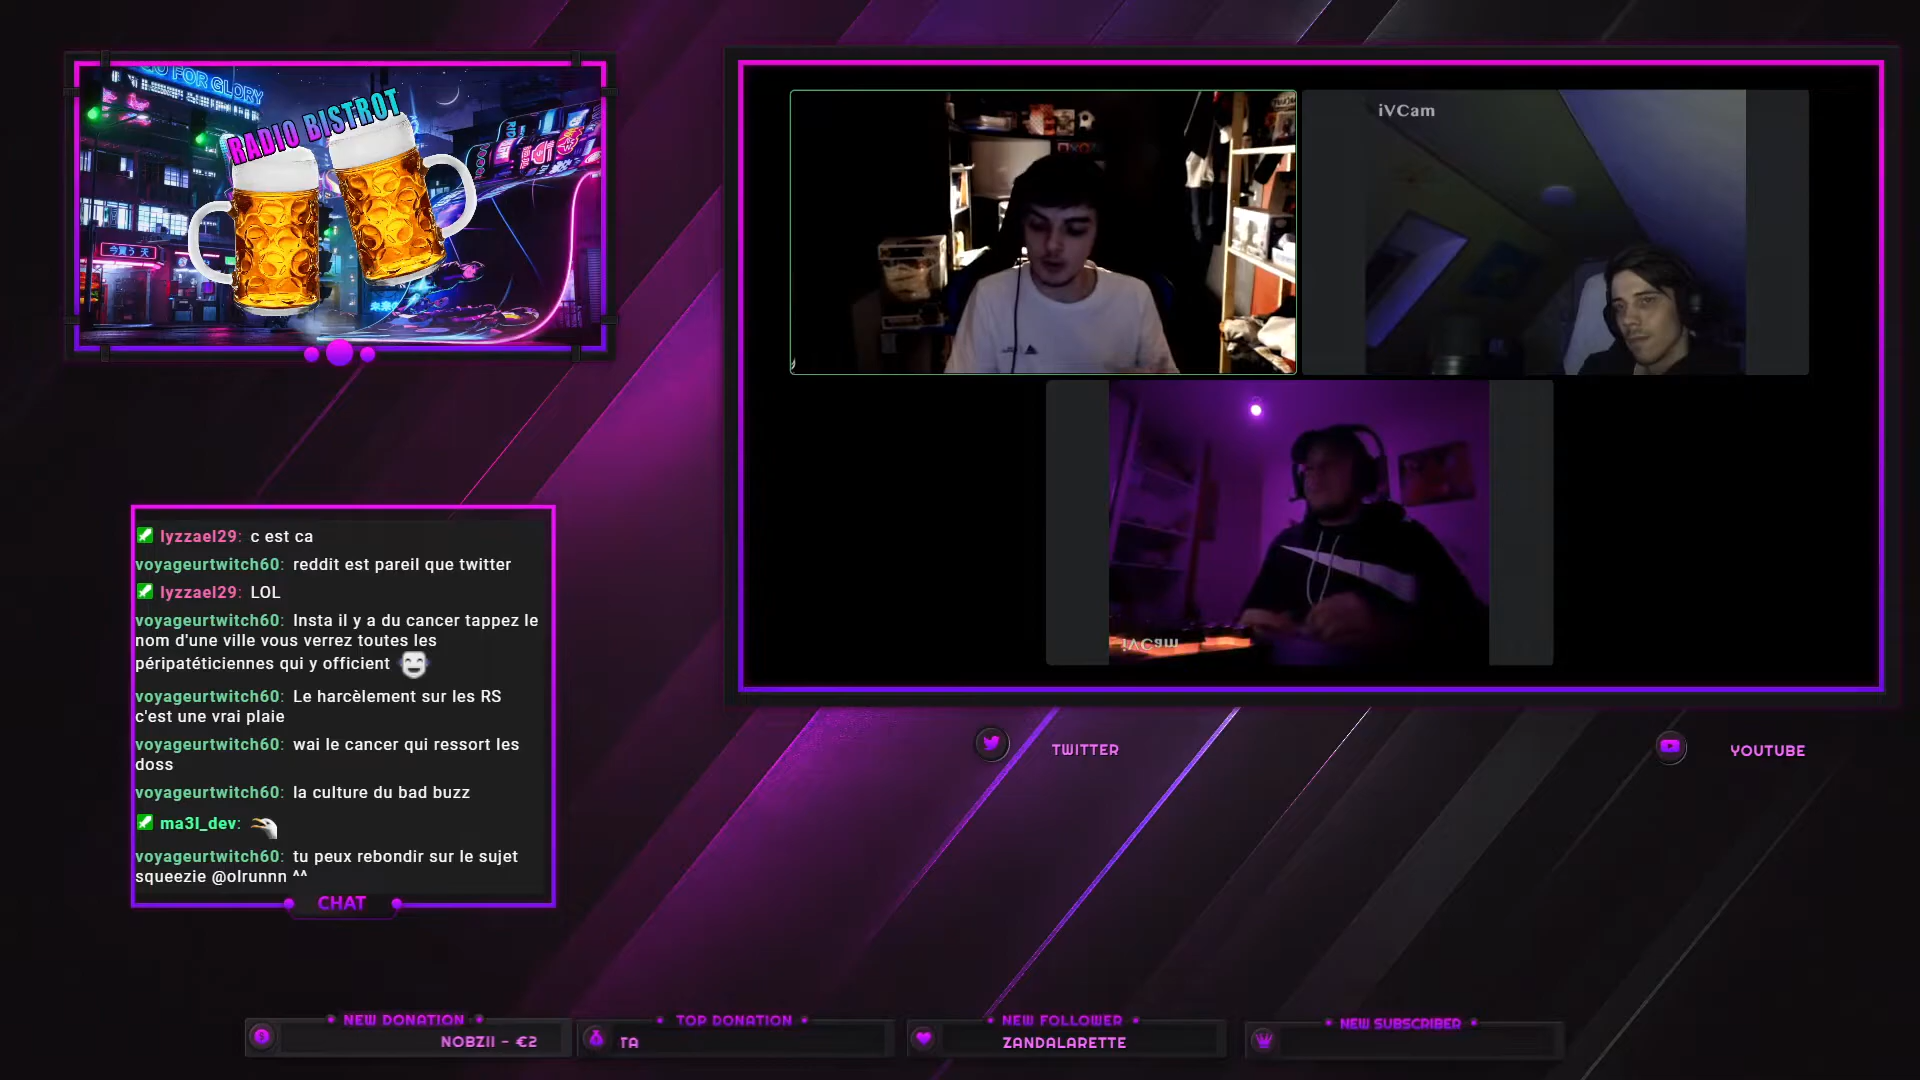 FOR GLORY
RADIO BISTROT
iVCam
iVCam
lyzzael29: c est ca
voyageurtwitch60: reddit est pareil que twitter
lyzzael29: LOL
voyageurtwitch60: Insta il y a du cancer tappez le
nom d'une ville vous verrez toutes les
péripatéticiennes qui y officient
voyageurtwitch60: Le harcèlement sur les RS
c'est une vrai plaie
voyageurtwitch60: wai le cancer qui ressort les
doss
voyageurtwitch60: la culture du bad buzz
ma3l_dev:
voyageurtwitch60: tu peux rebondir sur le sujet
squeezie @olrunnn ^^
CHAT
TWITTER
YOUTUBE
NEW DONATION
NOBZII - €2
TOP DONATION
TA
NEW FOLLOWER
ZANDALARETTE
NEW SUBSCRIBER